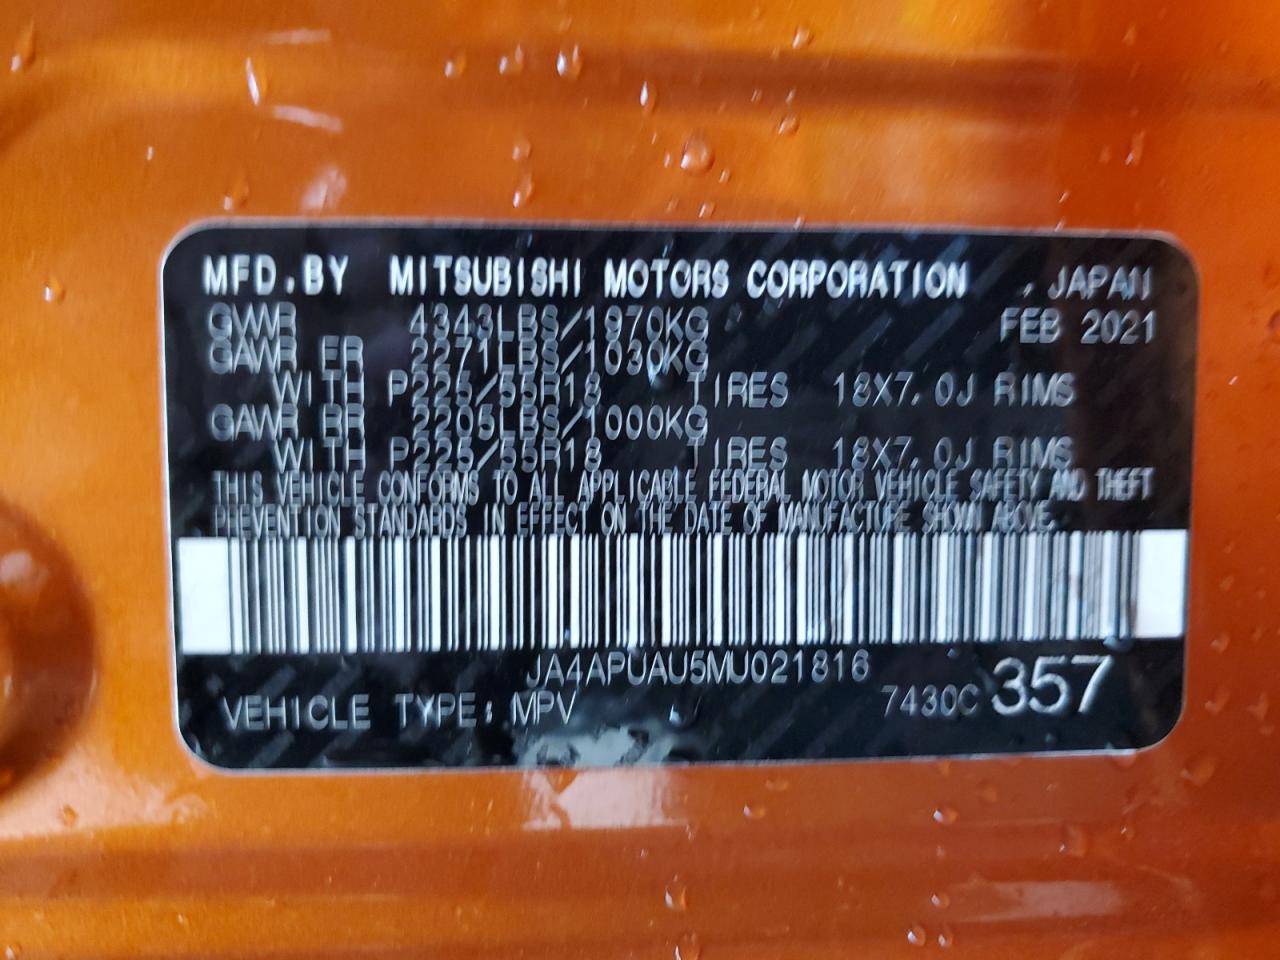 MFD.BY MITSUBISHI MOTORS CORPORATION , JAPAN
GVWR 4343LBS/1970KG FEB 2021
GAWR FR 2271LBS/1030KG
WITH P225/55R18 TIRES 18X7.0J RIMS
GAWR RR 2205LBS/1000KG
WITH P225/55R18 TIRES 18X7.0J RIMS
THIS VEHICLE CONFORMS TO ALL APPLICABLE FEDERAL MOTOR VEHICLE SAFETY AND THEFT
PREVENTION STANDARDS IN EFFECT ON THE DATE OF MANUFACTURE SHOWN ABOVE.
JA4APUAU5MU021816
VEHICLE TYPE: MPV 7430C 357